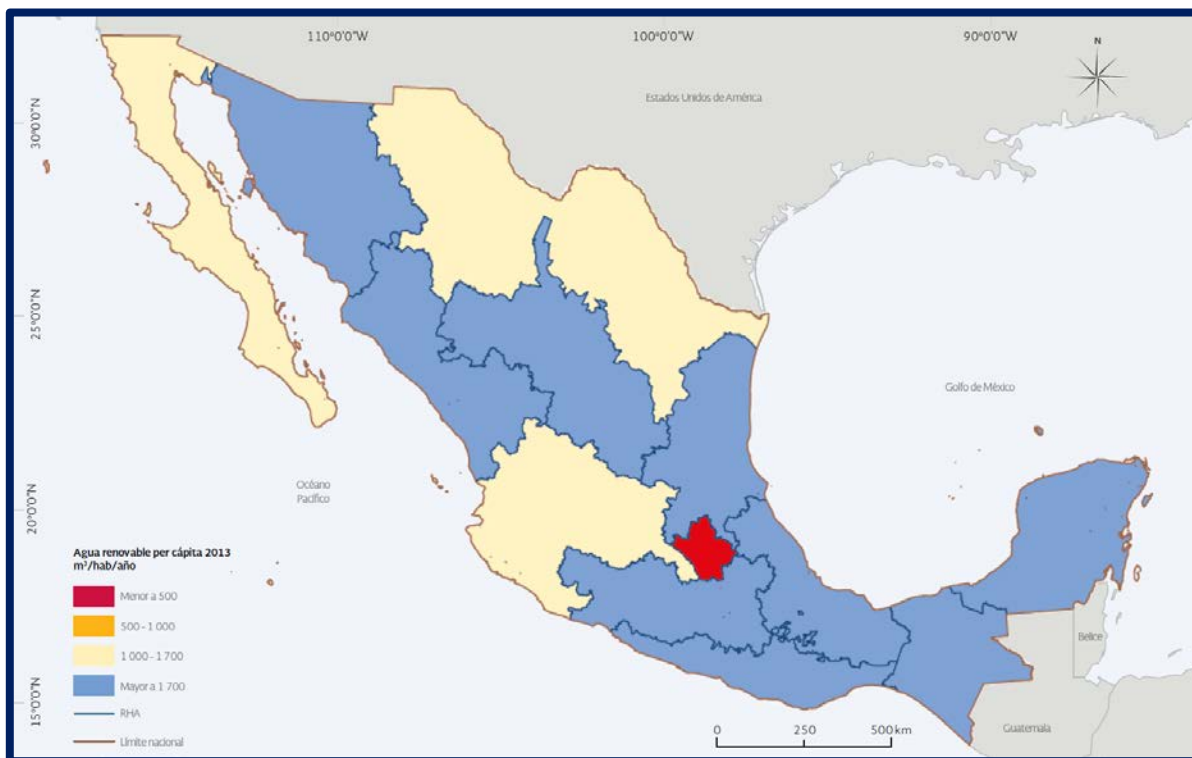 110°0'0"W
100°0'0"W
90°0'0"W
N
Estados Unidos de América
30°0'0"N
25°0'0"N
Golfo de México
Océano
Pacífico
20°0'0"N
Agua renovable per cápita 2013
m³/hab/año
Menor a 500
500 - 1 000
1 000 - 1 700
Mayor a 1 700
RHA
Límite nacional
15°0'0"N
0 250 500 km
Belice
Guatemala